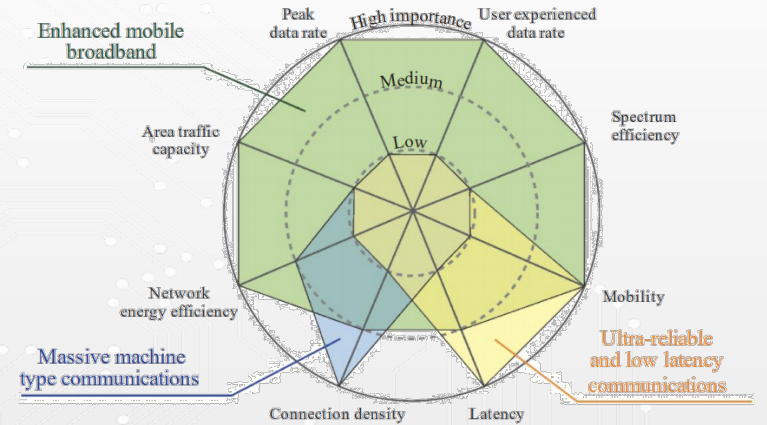 Peak
data rate
High importance
User experienced
data rate
Enhanced mobile
broadband
Medium
Area traffic
capacity
Low
Spectrum
efficiency
Network
energy efficiency
Mobility
Massive machine
type communications
Ultra-reliable
and low latency
communications
Connection density
Latency